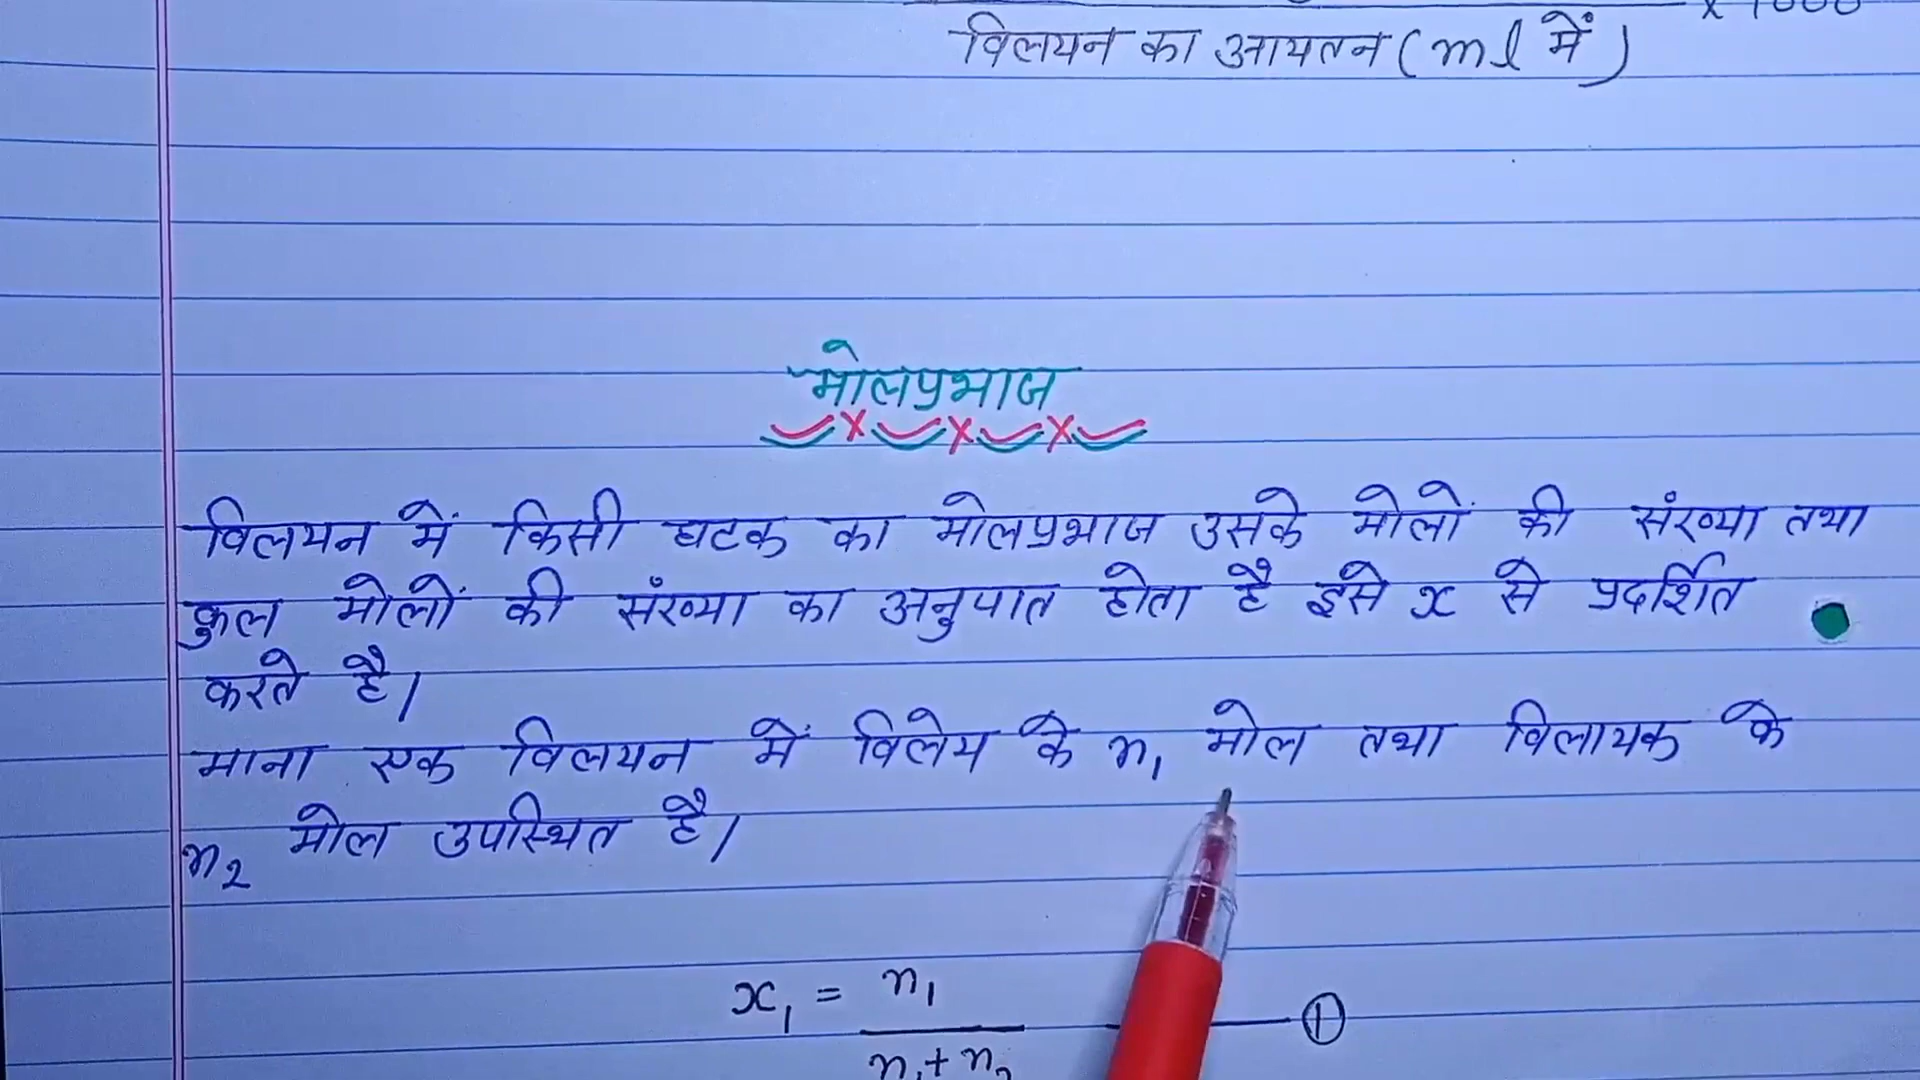 x 1000
विलयन का आयतन (ml में)
मोलप्रभाज
विलयन में किसी घटक का मोलप्रभाज उसके मोलों की संख्या तथा
कुल मोलों की संख्या का अनुपात होता है इसे x से प्रदर्शित
करते है।
माना एक विलयन में विलेय के n₁ मोल तथा विलायक के
n₂ मोल उपस्थित है।
x₁ = n₁
n₁ + n₂ ①